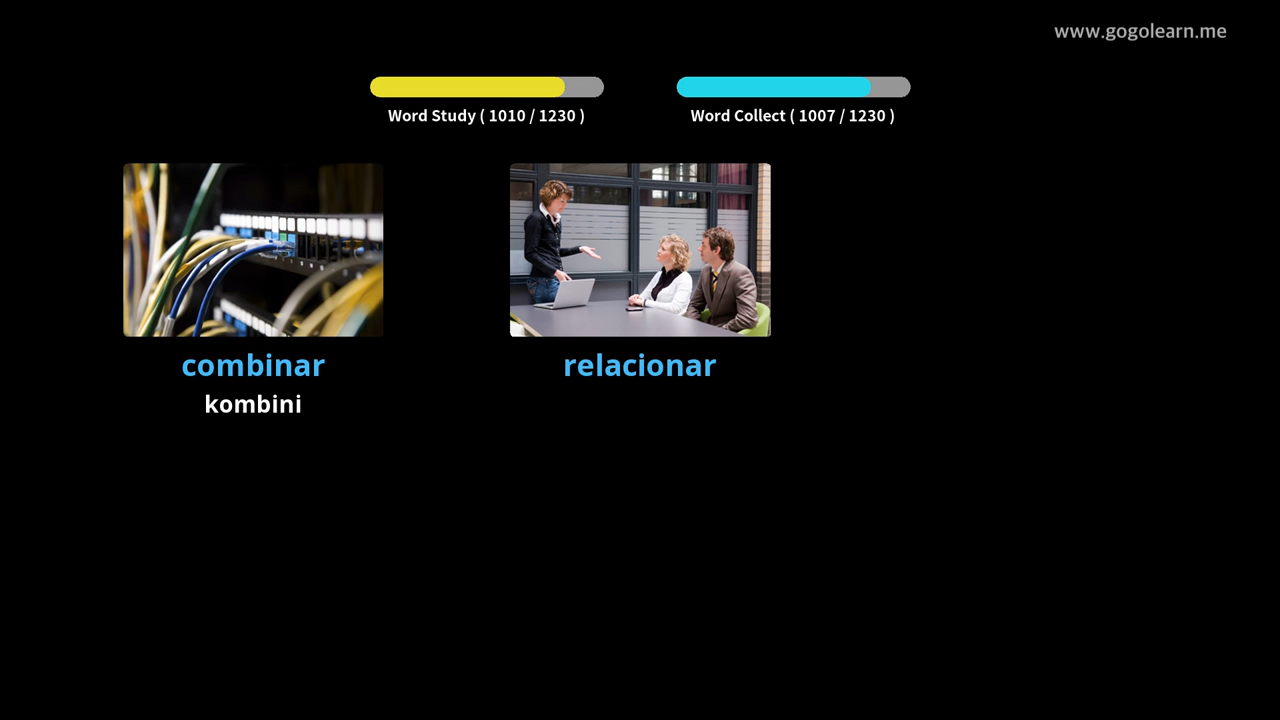 www.gogolearn.me
Word Study ( 1010 / 1230 )
Word Collect ( 1007 / 1230 )
combinar
relacionar
kombini